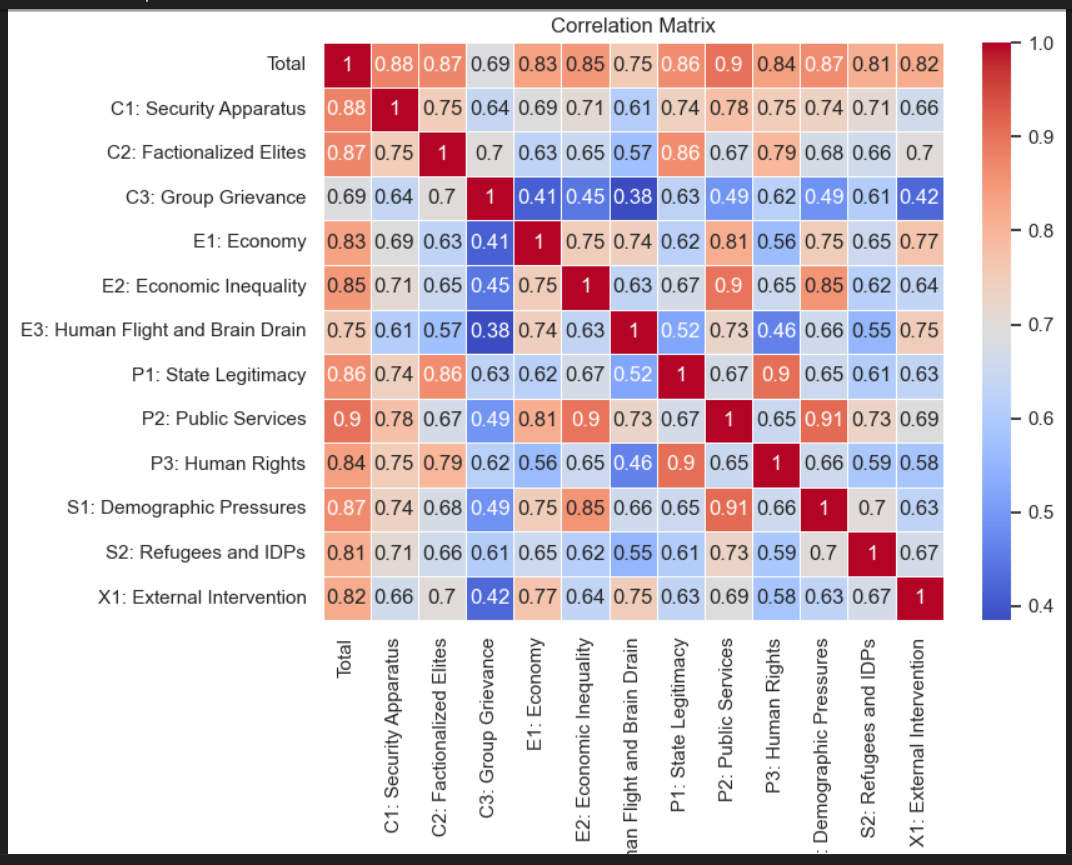 Correlation Matrix
Total 1 0.88 0.87 0.69 0.83 0.85 0.75 0.86 0.9 0.84 0.87 0.81 0.82
C1: Security Apparatus 0.88 1 0.75 0.64 0.69 0.71 0.61 0.74 0.78 0.75 0.74 0.71 0.66
C2: Factionalized Elites 0.87 0.75 1 0.7 0.63 0.65 0.57 0.86 0.67 0.79 0.68 0.66 0.7
C3: Group Grievance 0.69 0.64 0.7 1 0.41 0.45 0.38 0.63 0.49 0.62 0.49 0.61 0.42
E1: Economy 0.83 0.69 0.63 0.41 1 0.75 0.74 0.62 0.81 0.56 0.75 0.65 0.77
E2: Economic Inequality 0.85 0.71 0.65 0.45 0.75 1 0.63 0.67 0.9 0.65 0.85 0.62 0.64
E3: Human Flight and Brain Drain 0.75 0.61 0.57 0.38 0.74 0.63 1 0.52 0.73 0.46 0.66 0.55 0.75
P1: State Legitimacy 0.86 0.74 0.86 0.63 0.62 0.67 0.52 1 0.67 0.9 0.65 0.61 0.63
P2: Public Services 0.9 0.78 0.67 0.49 0.81 0.9 0.73 0.67 1 0.65 0.91 0.73 0.69
P3: Human Rights 0.84 0.75 0.79 0.62 0.56 0.65 0.46 0.9 0.65 1 0.66 0.59 0.58
S1: Demographic Pressures 0.87 0.74 0.68 0.49 0.75 0.85 0.66 0.65 0.91 0.66 1 0.7 0.63
S2: Refugees and IDPs 0.81 0.71 0.66 0.61 0.65 0.62 0.55 0.61 0.73 0.59 0.7 1 0.67
X1: External Intervention 0.82 0.66 0.7 0.42 0.77 0.64 0.75 0.63 0.69 0.58 0.63 0.67 1
Total
C1: Security Apparatus
C2: Factionalized Elites
C3: Group Grievance
E1: Economy
E2: Economic Inequality
an Flight and Brain Drain
P1: State Legitimacy
P2: Public Services
P3: Human Rights
: Demographic Pressures
S2: Refugees and IDPs
X1: External Intervention
1.0
0.9
0.8
0.7
0.6
0.5
0.4